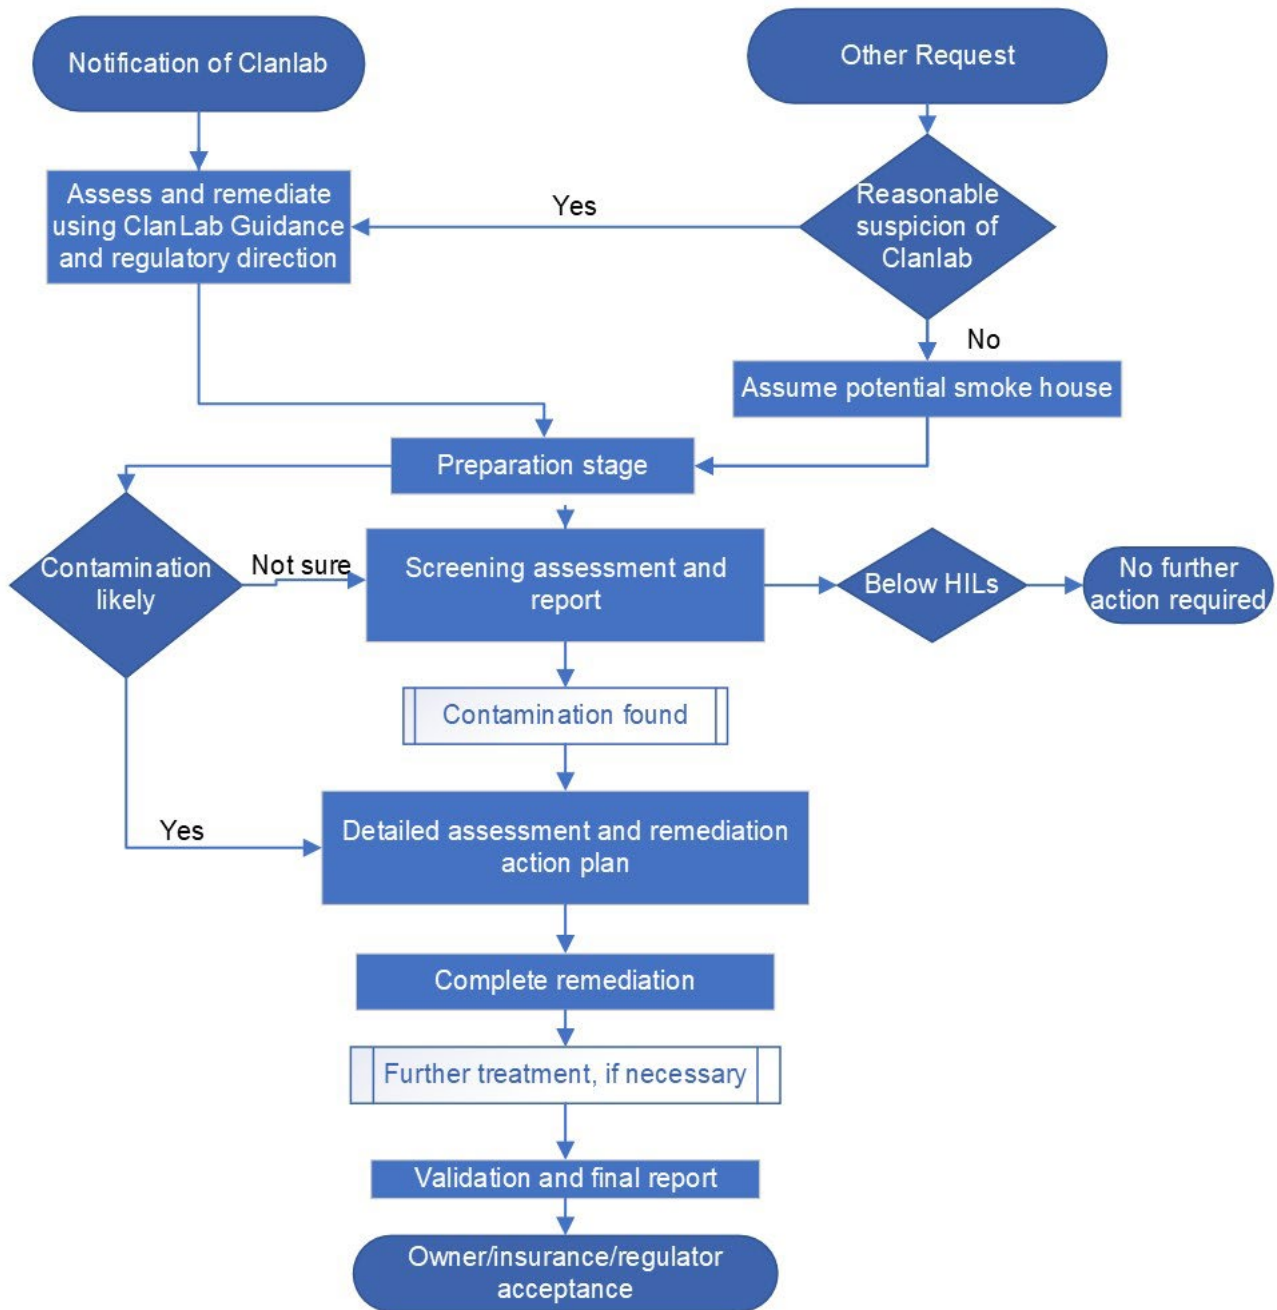 Notification of Clanlab
Other Request
Assess and remediate
using ClanLab Guidance
and regulatory direction
Yes
Reasonable
suspicion of
Clanlab
No
Assume potential smoke house
Preparation stage
Contamination
likely
Not sure
Screening assessment and
report
Below HILs
No further
action required
Contamination found
Yes
Detailed assessment and remediation
action plan
Complete remediation
Further treatment, if necessary
Validation and final report
Owner/insurance/regulator
acceptance